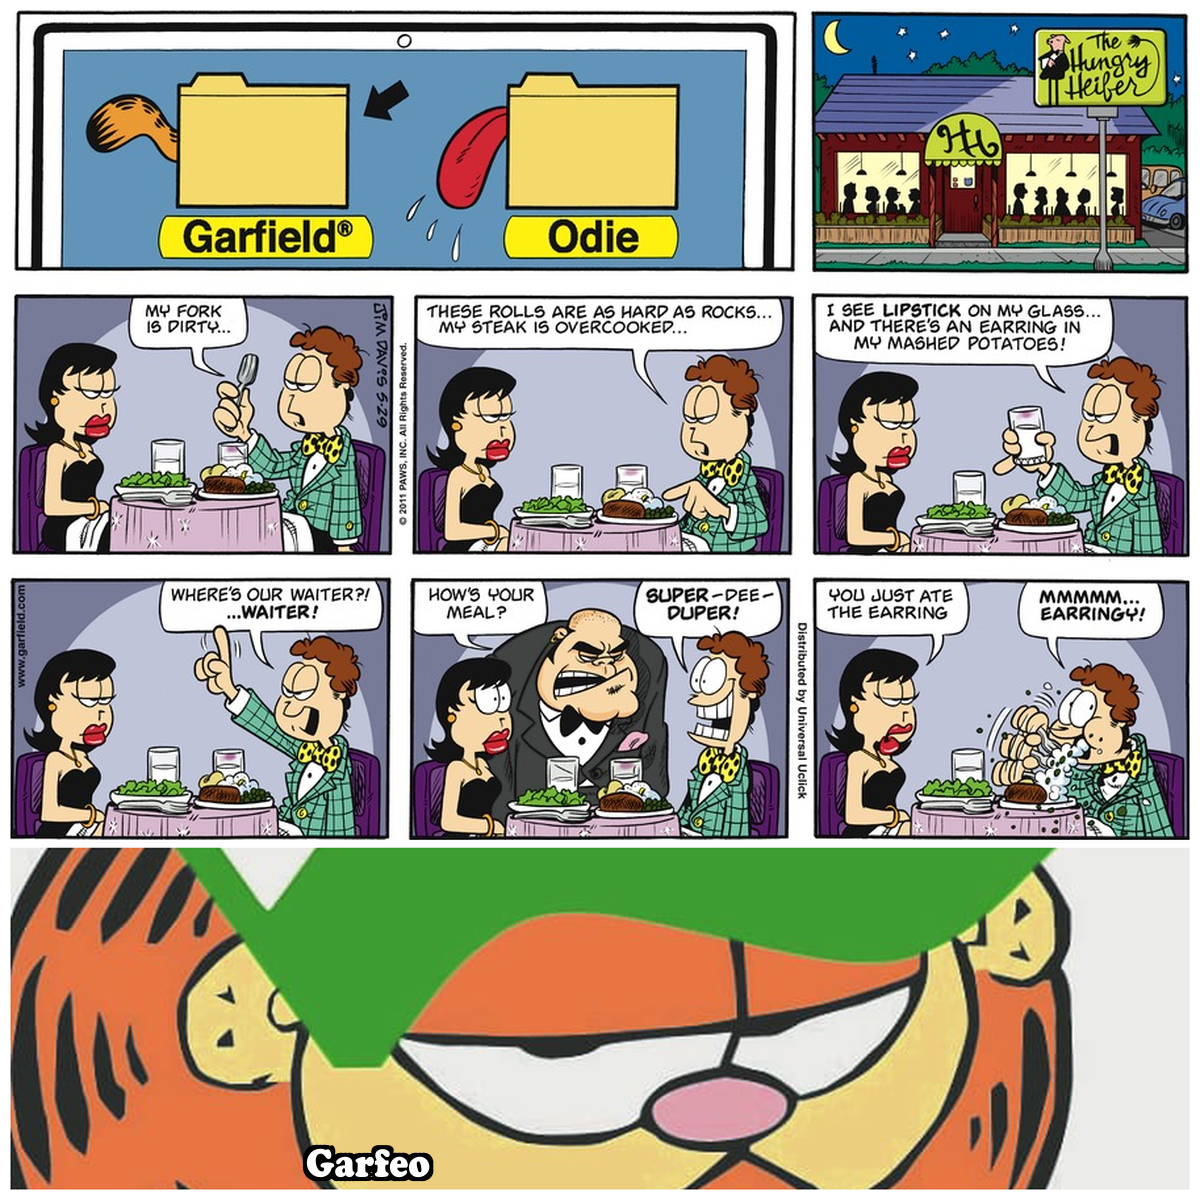 Garfield®
Odie
The
Hungry
Heifer
HH
MY FORK
IS DIRTY...
JIM DAVIS 5-29
© 2011 PAWS, INC. All Rights Reserved.
THESE ROLLS ARE AS HARD AS ROCKS...
MY STEAK IS OVERCOOKED...
I SEE LIPSTICK ON MY GLASS...
AND THERE'S AN EARRING IN
MY MASHED POTATOES!
www.garfield.com
WHERE'S OUR WAITER?!
...WAITER!
HOW'S YOUR
MEAL?
SUPER-DEE-
DUPER!
Distributed by Universal Uclick
YOU JUST ATE
THE EARRING
MMMMM...
EARRINGY!
Garfeo